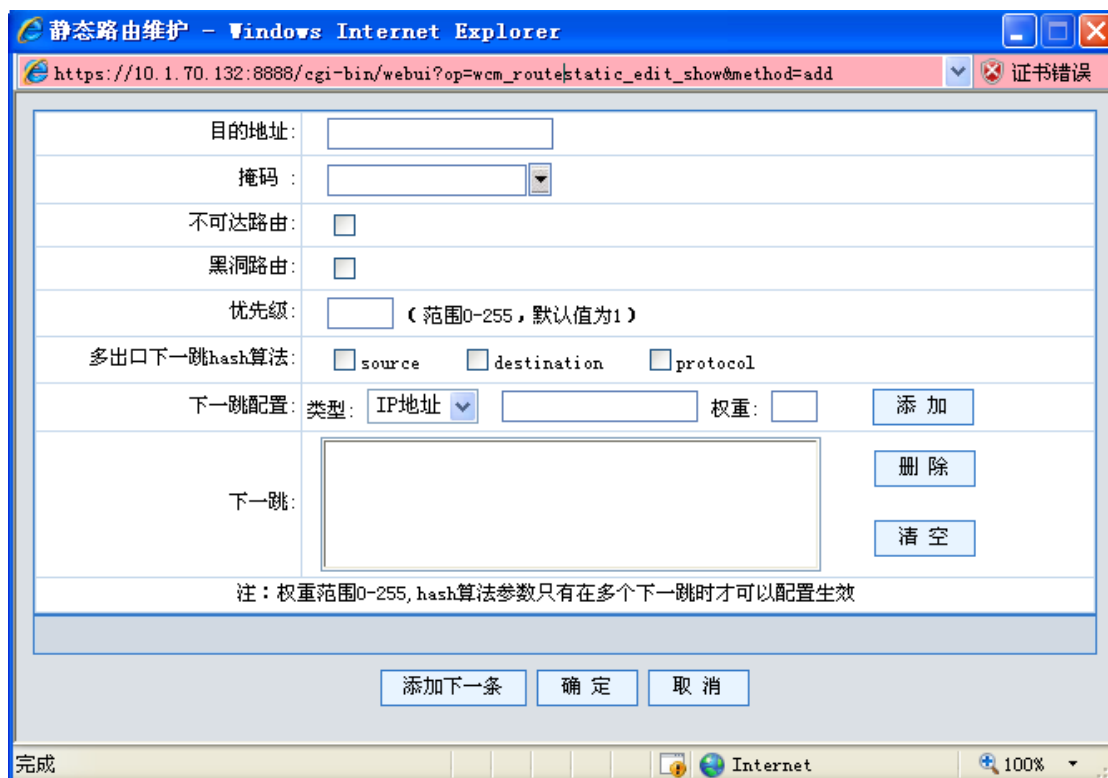 静态路由维护 - Windows Internet Explorer
https://10.1.70.132:8888/cgi-bin/webui?op=wcm_routestatic_edit_show&method=add 证书错误
目的地址:
掩码 :
不可达路由:
黑洞路由:
优先级: (范围0-255,默认值为1)
多出口下一跳hash算法: source destination protocol
下一跳配置: 类型: IP地址 权重: 添 加
删 除
下一跳:
清 空
注:权重范围0-255,hash算法参数只有在多个下一跳时才可以配置生效
添加下一条 确 定 取 消
完成 Internet 100%